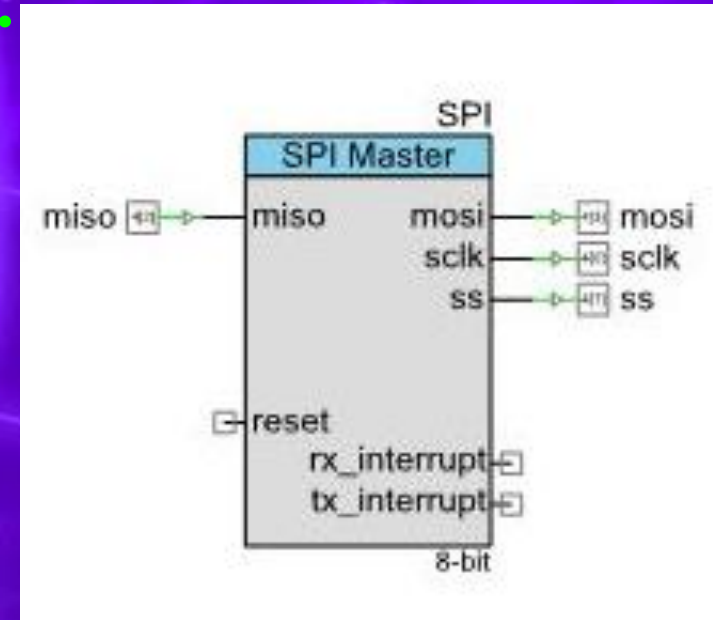 SPI
SPI Master
miso miso mosi mosi
sclk sclk
ss ss
reset
rx_interrupt
tx_interrupt
8-bit